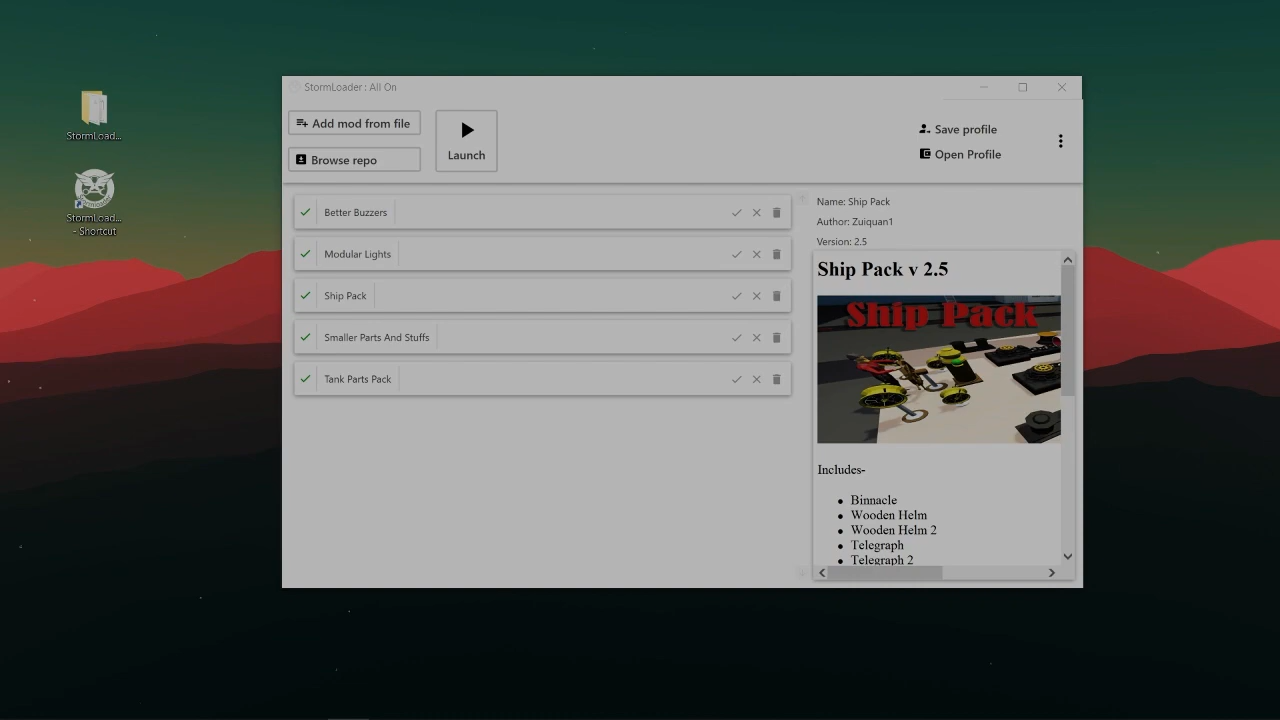 StormLoad...
StormLoad...
- Shortcut
StormLoader : All On
Add mod from file
Browse repo
Launch
Save profile
Open Profile
Better Buzzers
Modular Lights
Ship Pack
Smaller Parts And Stuffs
Tank Parts Pack
Name: Ship Pack
Author: Zuiquan1
Version: 2.5
Ship Pack v 2.5
Ship Pack
Includes-
Binnacle
Wooden Helm
Wooden Helm 2
Telegraph
Telegraph 2